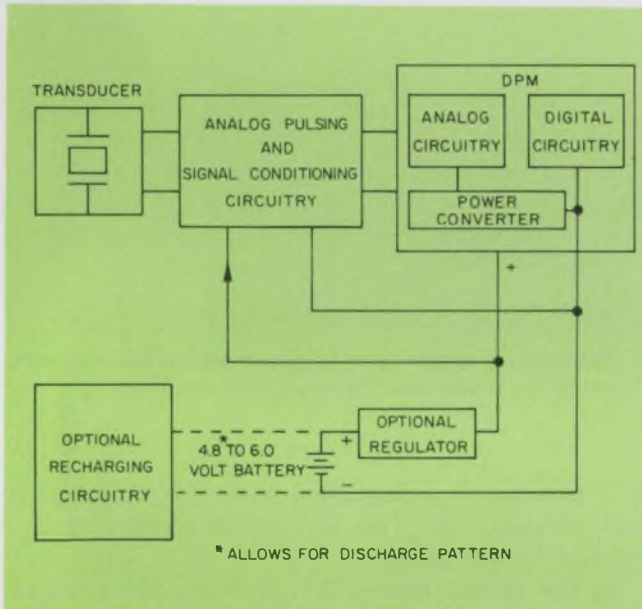 TRANSDUCER
ANALOG PULSING
AND
SIGNAL CONDITIONING
CIRCUITRY
DPM
ANALOG
CIRCUITRY
DIGITAL
CIRCUITRY
POWER
CONVERTER
+
OPTIONAL
RECHARGING
CIRCUITRY
4.8* TO 6.0
VOLT BATTERY
+
-
OPTIONAL
REGULATOR
* ALLOWS FOR DISCHARGE PATTERN